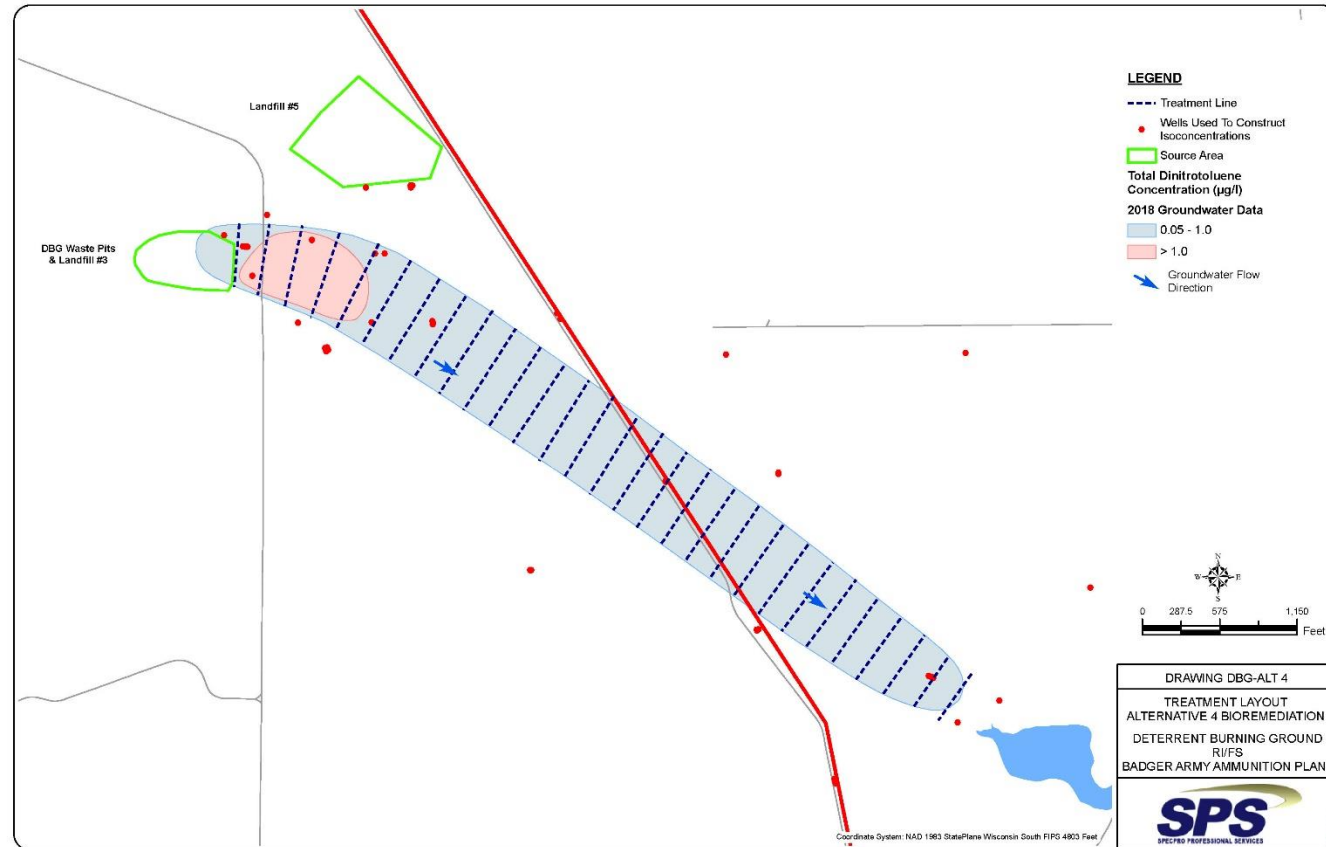 Landfill #5
DBG Waste Pits
& Landfill #3
LEGEND
Treatment Line
Wells Used To Construct
Isoconcentrations
Source Area
Total Dinitrotoluene
Concentration (µg/l)
2018 Groundwater Data
0.05 - 1.0
> 1.0
Groundwater Flow
Direction
N
W E
S
0 287.5 575 1,150
Feet
DRAWING DBG-ALT 4
TREATMENT LAYOUT
ALTERNATIVE 4 BIOREMEDIATION
DETERRENT BURNING GROUND
RI/FS
BADGER ARMY AMMUNITION PLAN
SPS
SPECPRO PROFESSIONAL SERVICES
Coordinate System: NAD 1983 StatePlane Wisconsin South FIPS 4803 Feet